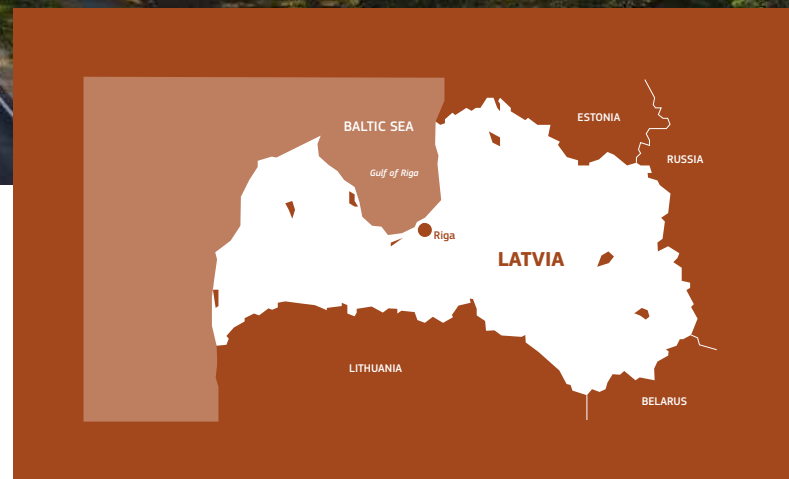 ESTONIA
BALTIC SEA
RUSSIA
Gulf of Riga
Riga
LATVIA
LITHUANIA
BELARUS